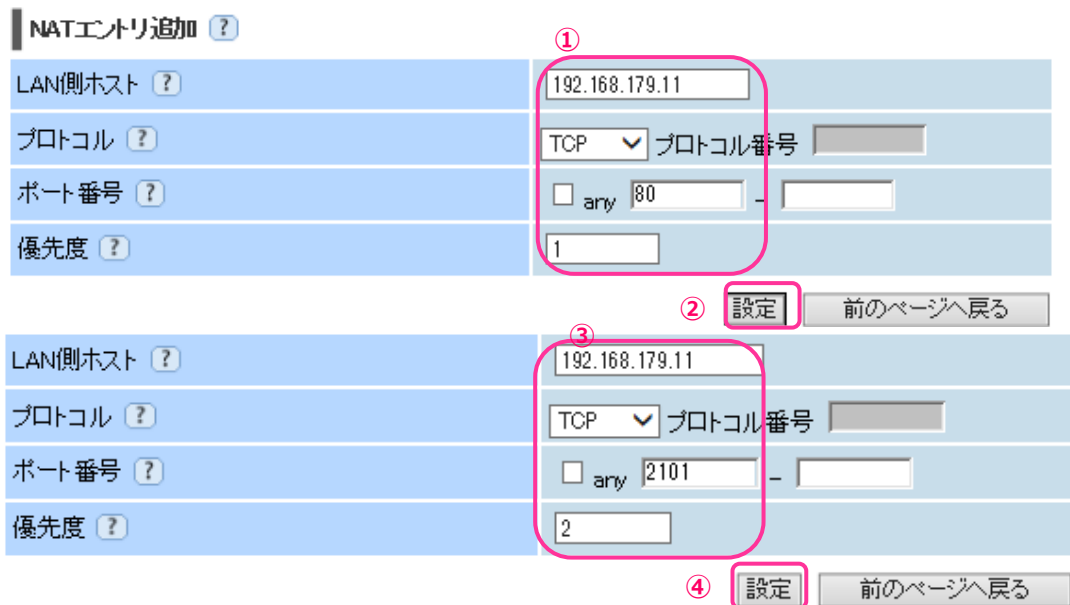 NATエントリ追加 ?
①
LAN側ホスト ? 192.168.179.11
プロトコル ? TCP プロトコル番号
ポート番号 ? any 80 -
優先度 ? 1
② 設定 前のページへ戻る
③
LAN側ホスト ? 192.168.179.11
プロトコル ? TCP プロトコル番号
ポート番号 ? any 2101 -
優先度 ? 2
④ 設定 前のページへ戻る